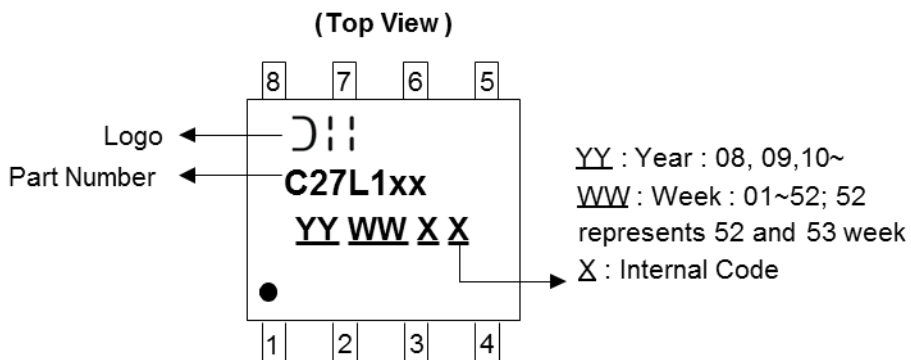 (Top View)
8 7 6 5
Logo
Part Number
C27L1xx
YY WW X X
1 2 3 4
YY : Year : 08, 09,10~
WW : Week : 01~52; 52
represents 52 and 53 week
X : Internal Code